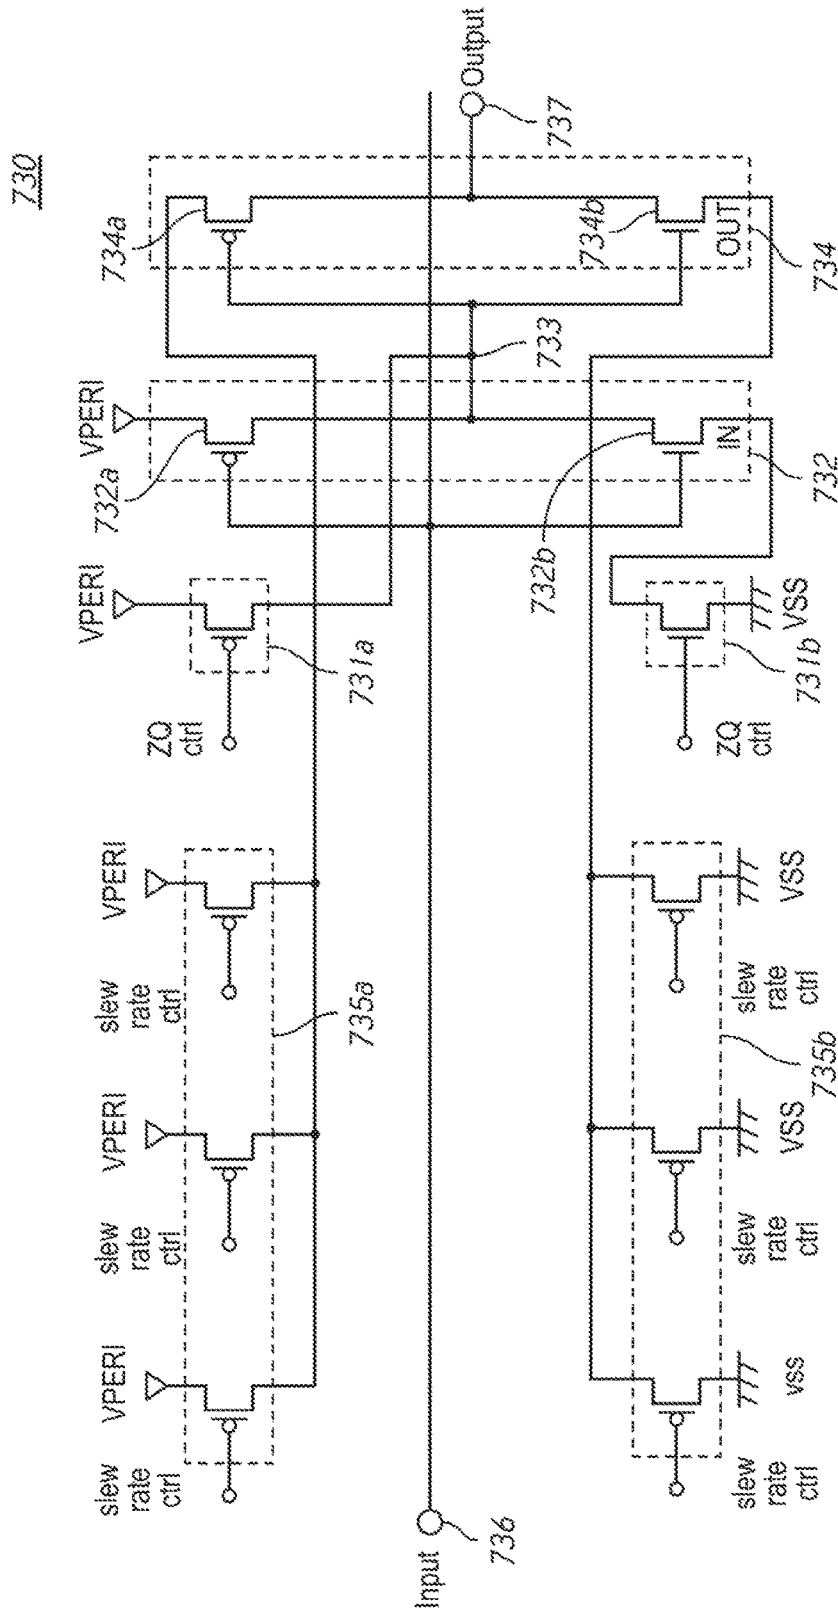 730
VPERI
VPERI
VPERI
VPERI
VPERI
slew
rate
ctrl
slew
rate
ctrl
slew
rate
ctrl
ZQ
ctrl
732a
734a
731a
735a
Input
736
Output
737
733
732b
734b
IN
OUT
slew
rate
ctrl
vss
slew
rate
ctrl
VSS
slew
rate
ctrl
VSS
ZQ
ctrl
VSS
735b
731b
732
734